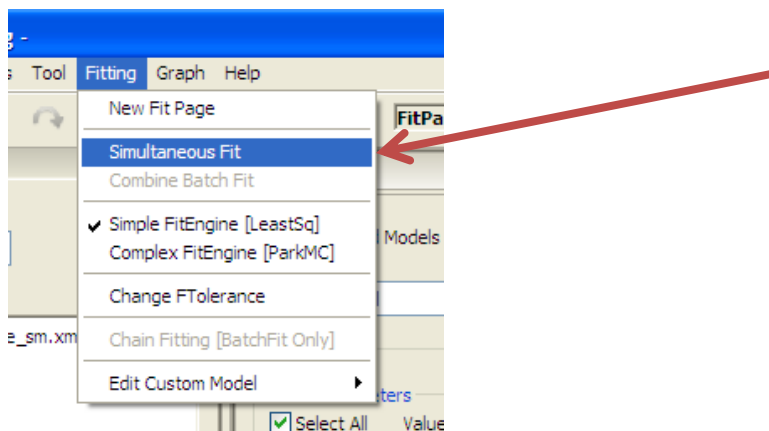 g -
s Tool Fitting Graph Help
New Fit Page
FitPa
Simultaneous Fit
Combine Batch Fit
Simple FitEngine [LeastSq]
l Models
Complex FitEngine [ParkMC]
Change FTolerance
e_sm.xm
Chain Fitting [BatchFit Only]
Edit Custom Model
ters
Select All Value